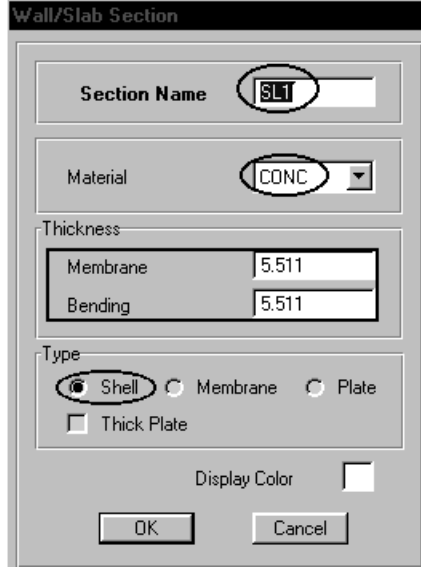 Wall/Slab Section
Section Name SL1
Material CONC
Thickness
Membrane 5.511
Bending 5.511
Type
Shell Membrane Plate
Thick Plate
Display Color
OK Cancel